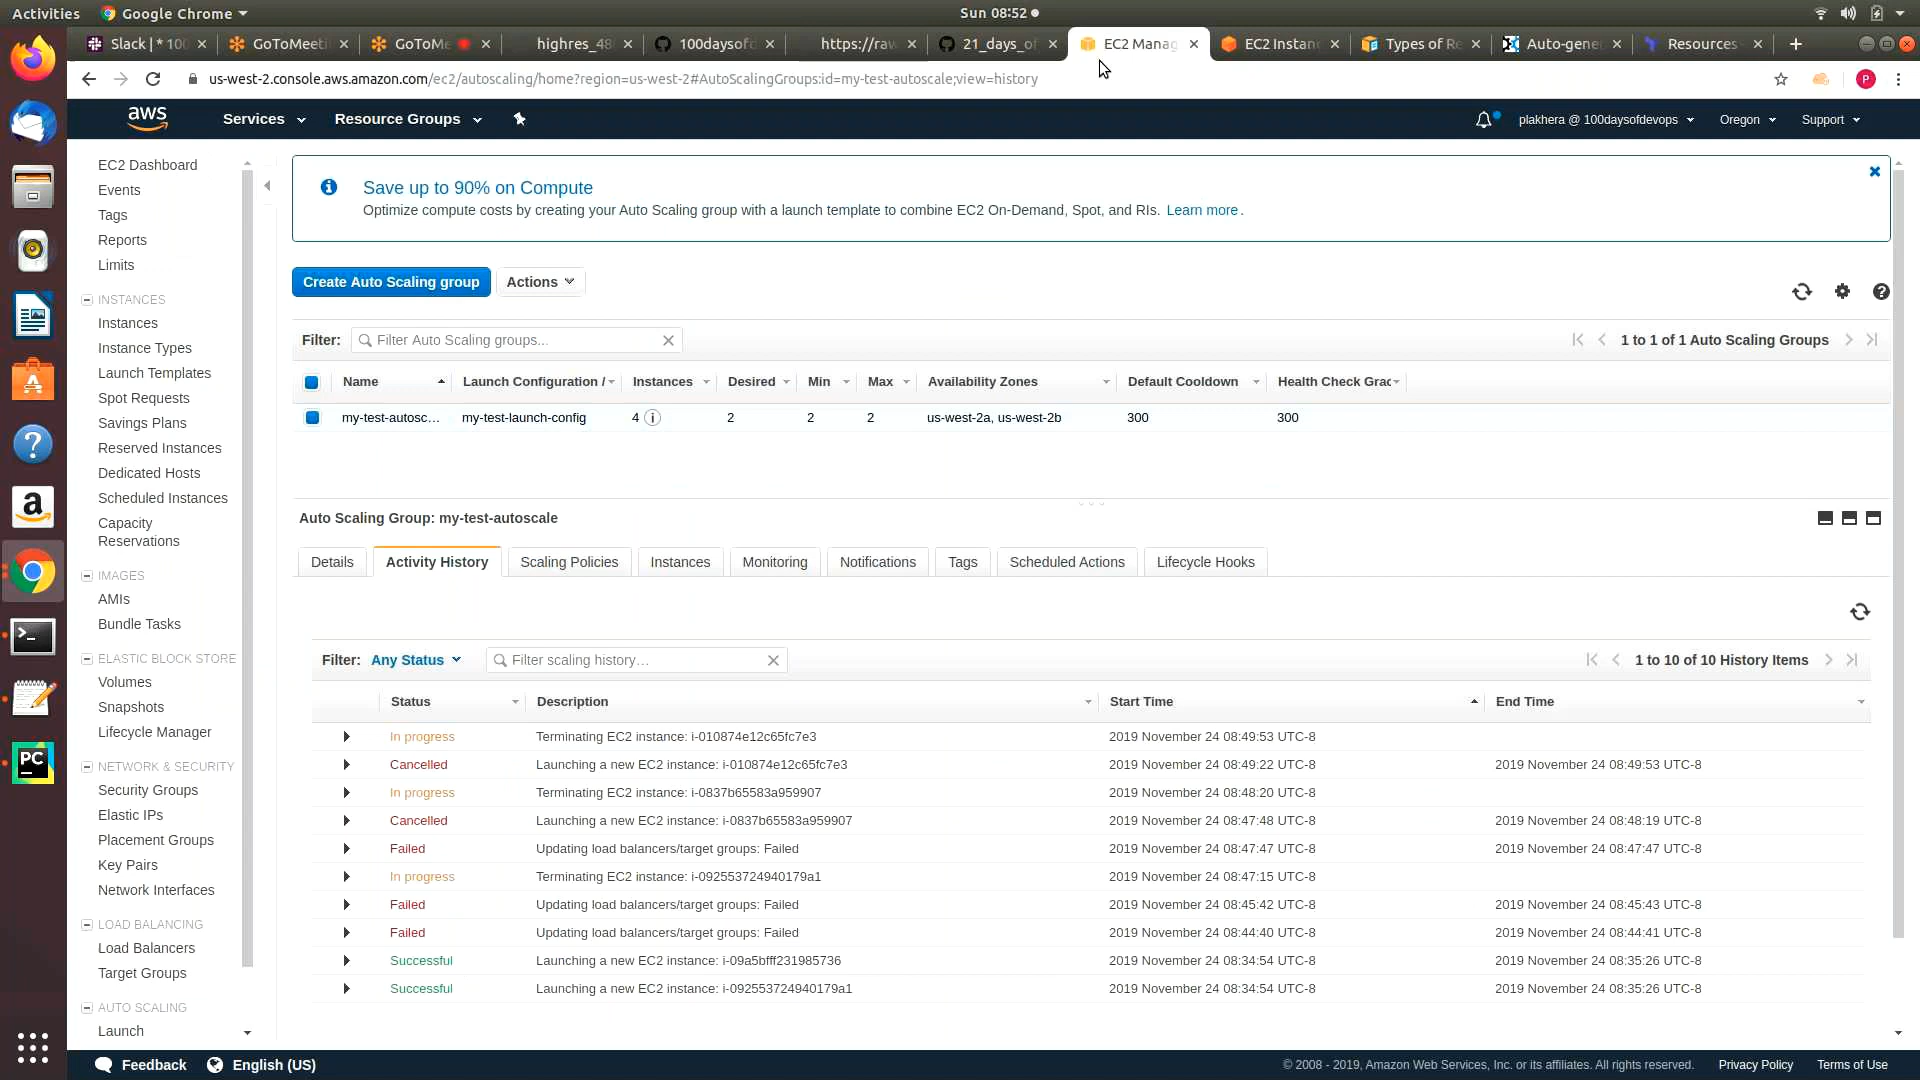 Activities
Google Chrome
Sun 08:52
Slack | * 100
GoToMeeti
GoToMe
highres_48
100daysofd
https://raw
21_days_of
EC2 Manag
EC2 Instan
Types of Re
Auto-gene
Resources
us-west-2.console.aws.amazon.com/ec2/autoscaling/home?region=us-west-2#AutoScalingGroups:id=my-test-autoscale;view=history
P
aws
Services
Resource Groups
plakhera @ 100daysofdevops
Oregon
Support
EC2 Dashboard
Events
Tags
Reports
Limits
INSTANCES
Instances
Instance Types
Launch Templates
Spot Requests
Savings Plans
Reserved Instances
Dedicated Hosts
Scheduled Instances
Capacity
Reservations
IMAGES
AMIs
Bundle Tasks
ELASTIC BLOCK STORE
Volumes
Snapshots
Lifecycle Manager
NETWORK & SECURITY
Security Groups
Elastic IPs
Placement Groups
Key Pairs
Network Interfaces
LOAD BALANCING
Load Balancers
Target Groups
AUTO SCALING
Launch
Save up to 90% on Compute
Optimize compute costs by creating your Auto Scaling group with a launch template to combine EC2 On-Demand, Spot, and RIs. Learn more.
Create Auto Scaling group
Actions
Filter: Filter Auto Scaling groups...
1 to 1 of 1 Auto Scaling Groups
Name Launch Configuration / Instances Desired Min Max Availability Zones Default Cooldown Health Check Grac
my-test-autosc... my-test-launch-config 4 2 2 2 us-west-2a, us-west-2b 300 300
Auto Scaling Group: my-test-autoscale
Details Activity History Scaling Policies Instances Monitoring Notifications Tags Scheduled Actions Lifecycle Hooks
Filter: Any Status Filter scaling history...
1 to 10 of 10 History Items
Status Description Start Time End Time
In progress Terminating EC2 instance: i-010874e12c65fc7e3 2019 November 24 08:49:53 UTC-8
Cancelled Launching a new EC2 instance: i-010874e12c65fc7e3 2019 November 24 08:49:22 UTC-8 2019 November 24 08:49:53 UTC-8
In progress Terminating EC2 instance: i-0837b65583a959907 2019 November 24 08:48:20 UTC-8
Cancelled Launching a new EC2 instance: i-0837b65583a959907 2019 November 24 08:47:48 UTC-8 2019 November 24 08:48:19 UTC-8
Failed Updating load balancers/target groups: Failed 2019 November 24 08:47:47 UTC-8 2019 November 24 08:47:47 UTC-8
In progress Terminating EC2 instance: i-092553724940179a1 2019 November 24 08:47:15 UTC-8
Failed Updating load balancers/target groups: Failed 2019 November 24 08:45:42 UTC-8 2019 November 24 08:45:43 UTC-8
Failed Updating load balancers/target groups: Failed 2019 November 24 08:44:40 UTC-8 2019 November 24 08:44:41 UTC-8
Successful Launching a new EC2 instance: i-09a5bfff231985736 2019 November 24 08:34:54 UTC-8 2019 November 24 08:35:26 UTC-8
Successful Launching a new EC2 instance: i-092553724940179a1 2019 November 24 08:34:54 UTC-8 2019 November 24 08:35:26 UTC-8
PC
Feedback
English (US)
© 2008 - 2019, Amazon Web Services, Inc. or its affiliates. All rights reserved.
Privacy Policy
Terms of Use